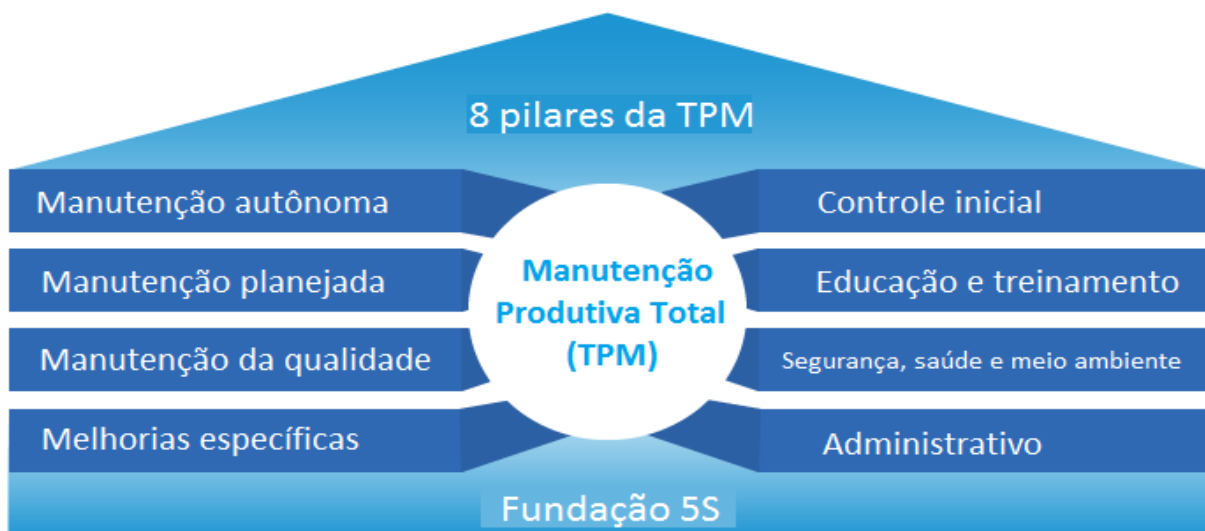 8 pilares da TPM
Manutenção autônoma
Manutenção planejada
Manutenção da qualidade
Melhorias específicas
Manutenção
Produtiva Total
(TPM)
Controle inicial
Educação e treinamento
Segurança, saúde e meio ambiente
Administrativo
Fundação 5S